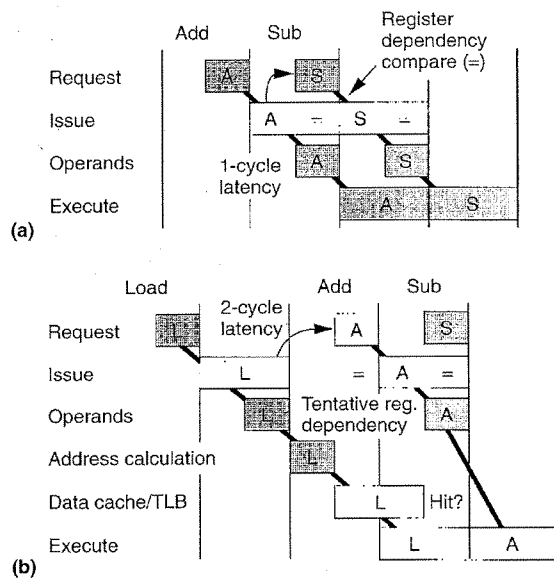 Add Sub Register
dependency
compare (=)
Request A S
Issue A = S =
Operands A S
1-cycle
latency
Execute A S
(a)
Load 2-cycle Add Sub
latency
Request A S
Issue L = A =
Operands L Tentative reg. A
dependency
Address calculation L
Data cache/TLB L Hit?
Execute L A
(b)